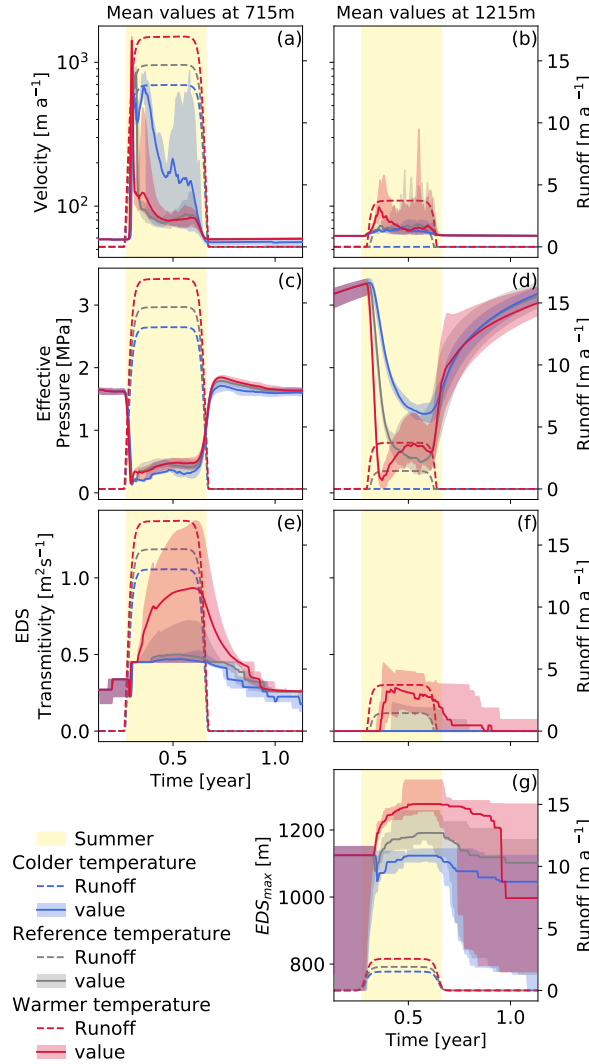 Mean values at 715m
Mean values at 1215m
(a)
(b)
10³
10²
Velocity [m a⁻¹]
15
10
5
0
Runoff [m a⁻¹]
(c)
(d)
3
2
1
0
Effective
Pressure [MPa]
15
10
5
0
Runoff [m a⁻¹]
(e)
(f)
1.0
0.5
0.0
EDS
Transmitivity [m²s⁻¹]
15
10
5
0
Runoff [m a⁻¹]
0.5
1.0
Time [year]
(g)
1200
1000
800
EDSₘₐₓ [m]
15
10
5
0
Runoff [m a⁻¹]
0.5
1.0
Time [year]
Summer
Colder temperature
Runoff
value
Reference temperature
Runoff
value
Warmer temperature
Runoff
value